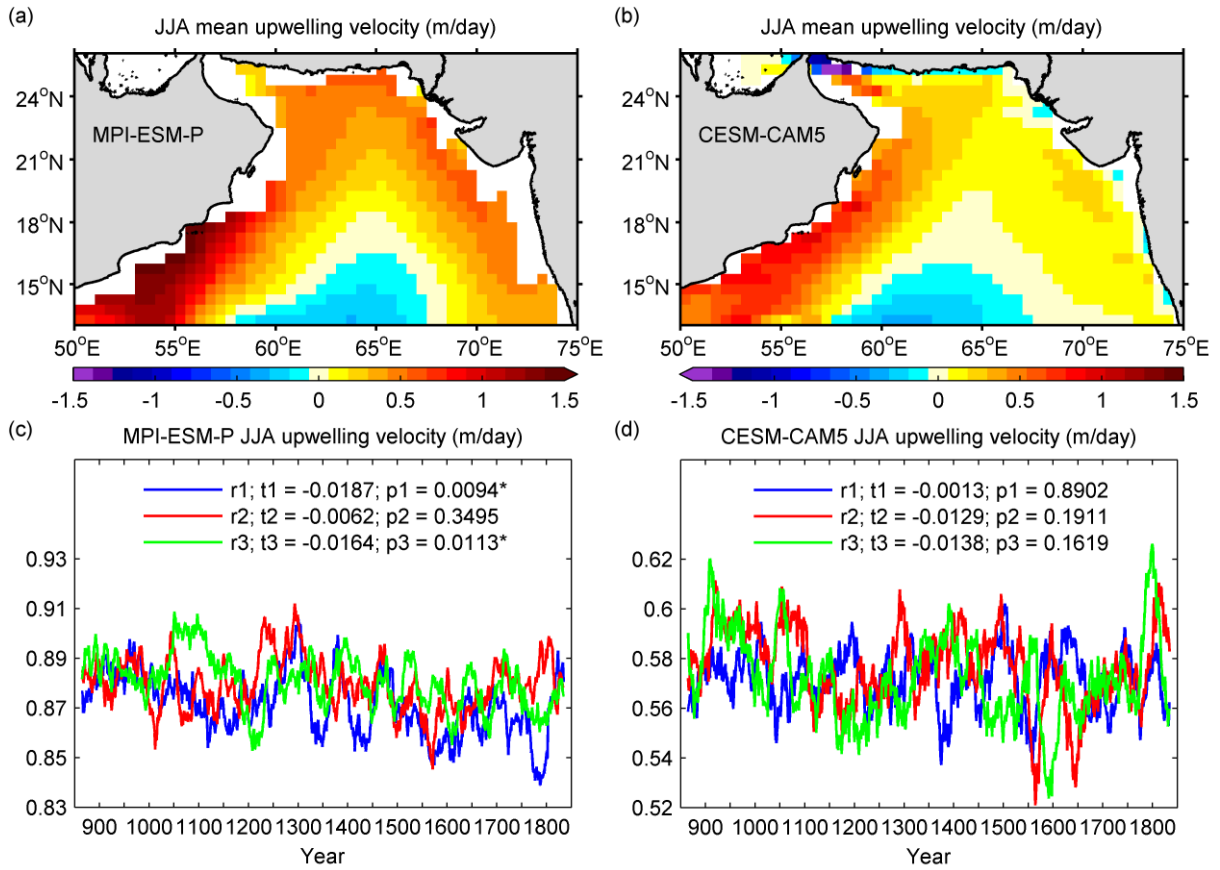 (a)
JJA mean upwelling velocity (m/day)
24°N
21°N
18°N
15°N
MPI-ESM-P
50°E 55°E 60°E 65°E 70°E 75°E
-1.5 -1 -0.5 0 0.5 1 1.5
(b)
JJA mean upwelling velocity (m/day)
24°N
21°N
18°N
15°N
CESM-CAM5
50°E 55°E 60°E 65°E 70°E 75°E
-1.5 -1 -0.5 0 0.5 1 1.5
(c)
MPI-ESM-P JJA upwelling velocity (m/day)
r1; t1 = -0.0187; p1 = 0.0094*
r2; t2 = -0.0062; p2 = 0.3495
r3; t3 = -0.0164; p3 = 0.0113*
0.93
0.91
0.89
0.87
0.85
0.83
900 1000 1100 1200 1300 1400 1500 1600 1700 1800
Year
(d)
CESM-CAM5 JJA upwelling velocity (m/day)
r1; t1 = -0.0013; p1 = 0.8902
r2; t2 = -0.0129; p2 = 0.1911
r3; t3 = -0.0138; p3 = 0.1619
0.62
0.6
0.58
0.56
0.54
0.52
900 1000 1100 1200 1300 1400 1500 1600 1700 1800
Year